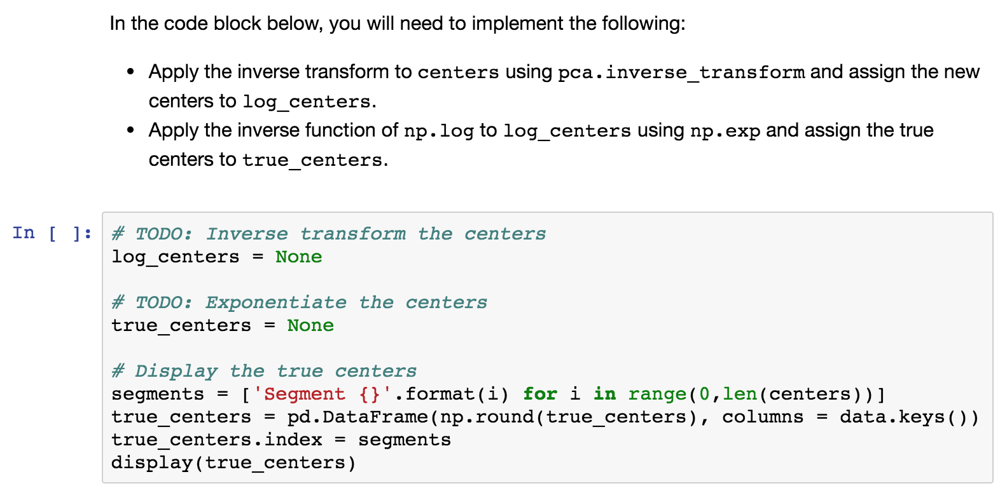 In the code block below, you will need to implement the following:
• Apply the inverse transform to centers using pca.inverse_transform and assign the new
centers to log_centers.
• Apply the inverse function of np.log to log_centers using np.exp and assign the true
centers to true_centers.
In [ ]: # TODO: Inverse transform the centers
log_centers = None
# TODO: Exponentiate the centers
true_centers = None
# Display the true centers
segments = ['Segment {}'.format(i) for i in range(0,len(centers))]
true_centers = pd.DataFrame(np.round(true_centers), columns = data.keys())
true_centers.index = segments
display(true_centers)